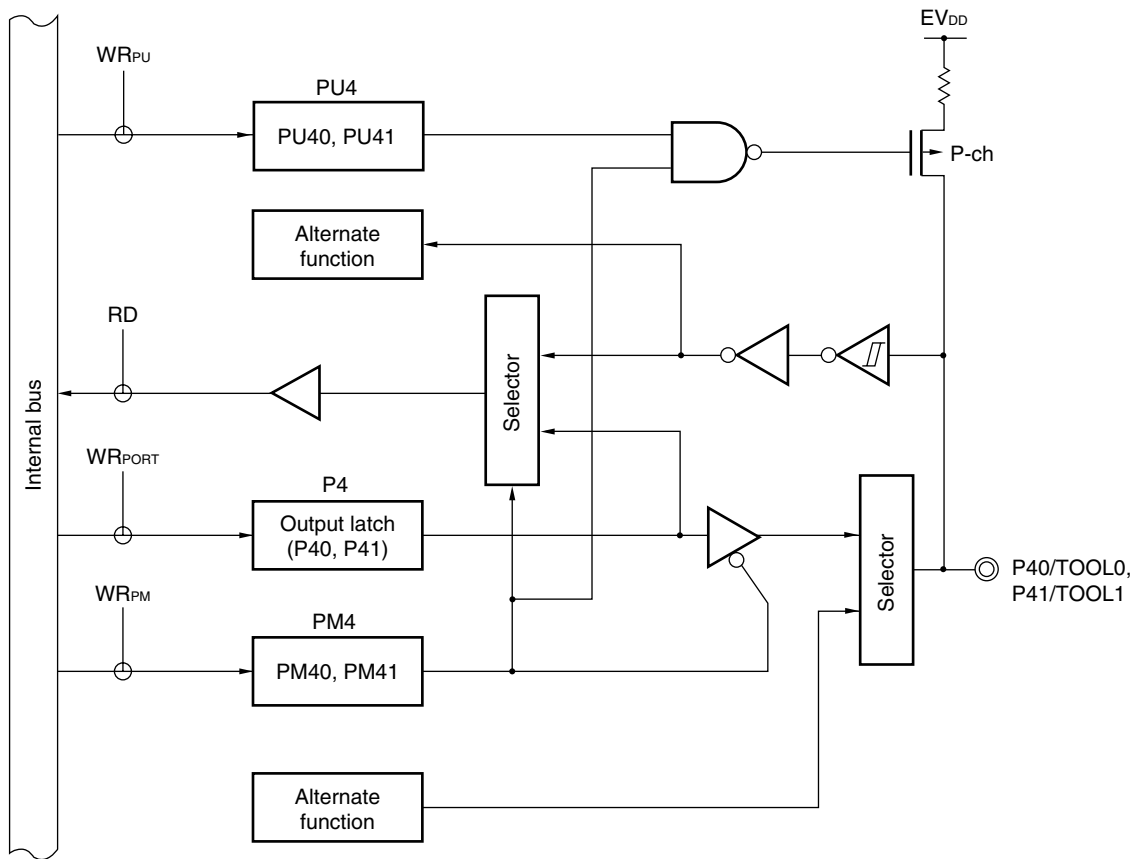 EVDD
WRPU
PU4
PU40, PU41
P-ch
Alternate
function
RD
Selector
Internal bus
WRPORT
P4
Output latch
(P40, P41)
Selector
P40/TOOL0,
P41/TOOL1
WRPM
PM4
PM40, PM41
Alternate
function